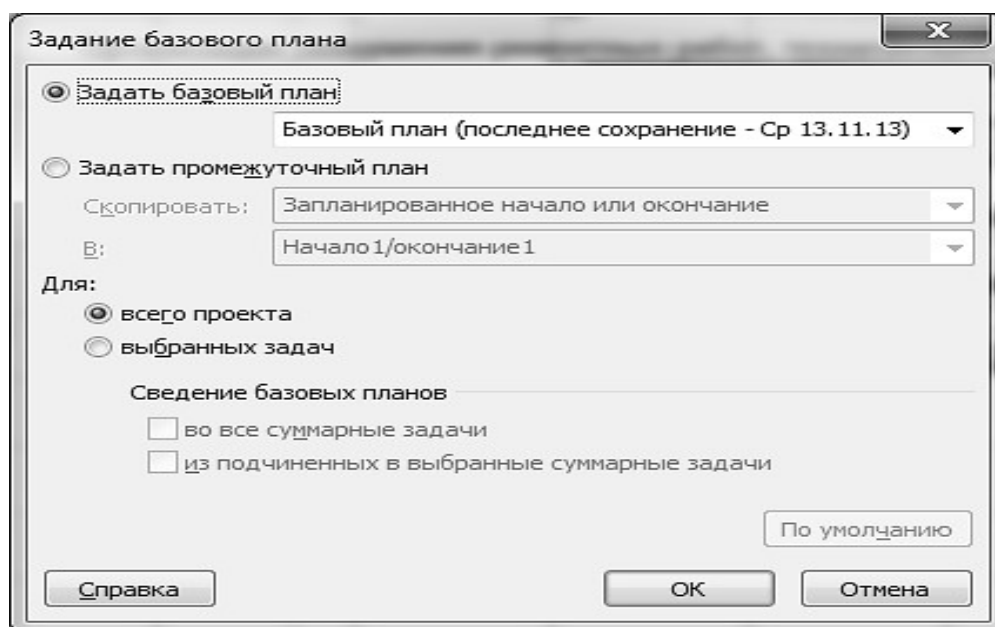 Задание базового плана
Задать базовый план
Базовый план (последнее сохранение - Ср 13.11.13)
Задать промежуточный план
Скопировать: Запланированное начало или окончание
В: Начало1/окончание1
Для:
всего проекта
выбранных задач
Сведение базовых планов
во все суммарные задачи
из подчиненных в выбранные суммарные задачи
По умолчанию
Справка OK Отмена